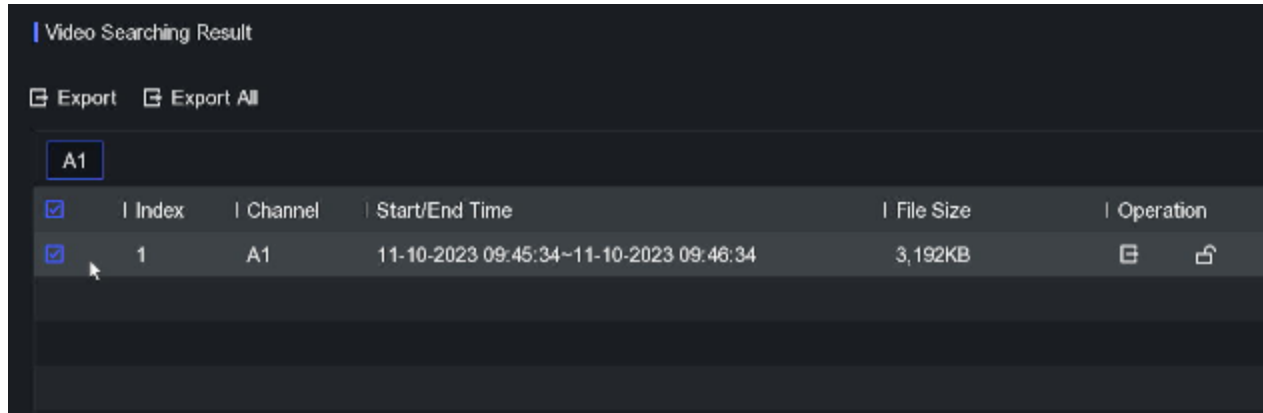 Video Searching Result
Export Export All
A1
Index Channel Start/End Time File Size Operation
1 A1 11-10-2023 09:45:34~11-10-2023 09:46:34 3,192KB